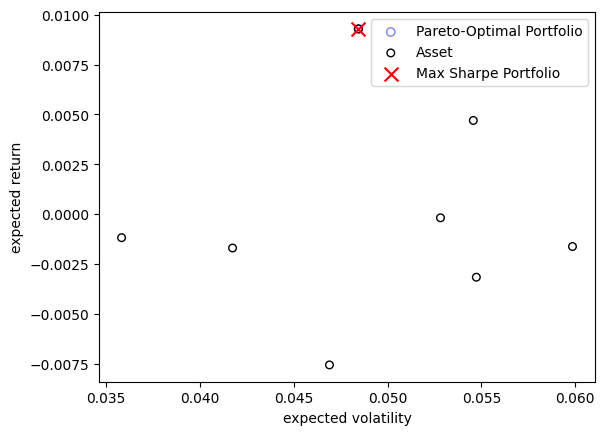 0.0100
0.0075
0.0050
0.0025
0.0000
−0.0025
−0.0050
−0.0075
expected return
Pareto-Optimal Portfolio
Asset
Max Sharpe Portfolio
0.035 0.040 0.045 0.050 0.055 0.060
expected volatility